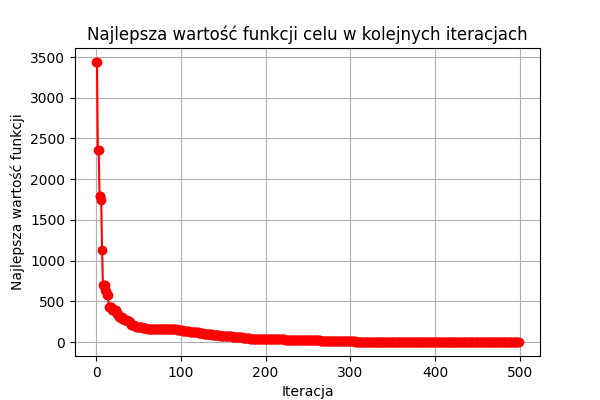 Najlepsza wartość funkcji celu w kolejnych iteracjach
3500
3000
2500
2000
1500
1000
500
0
Najlepsza wartość funkcji
0 100 200 300 400 500
Iteracja